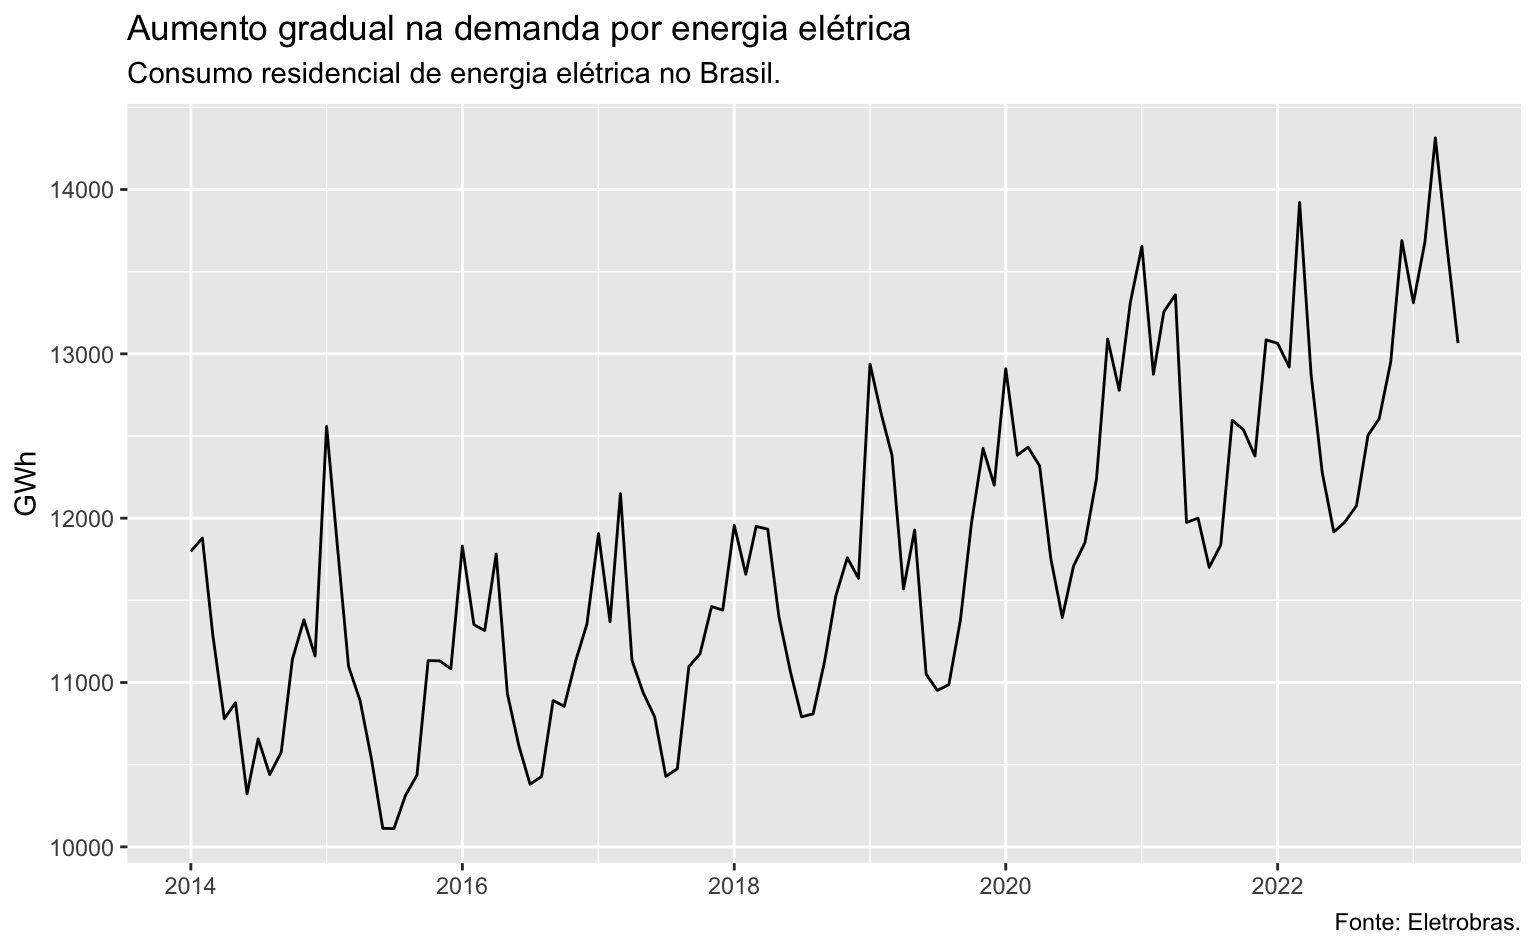 Aumento gradual na demanda por energia elétrica
Consumo residencial de energia elétrica no Brasil.
GWh
14000
13000
12000
11000
10000
2014
2016
2018
2020
2022
Fonte: Eletrobras.